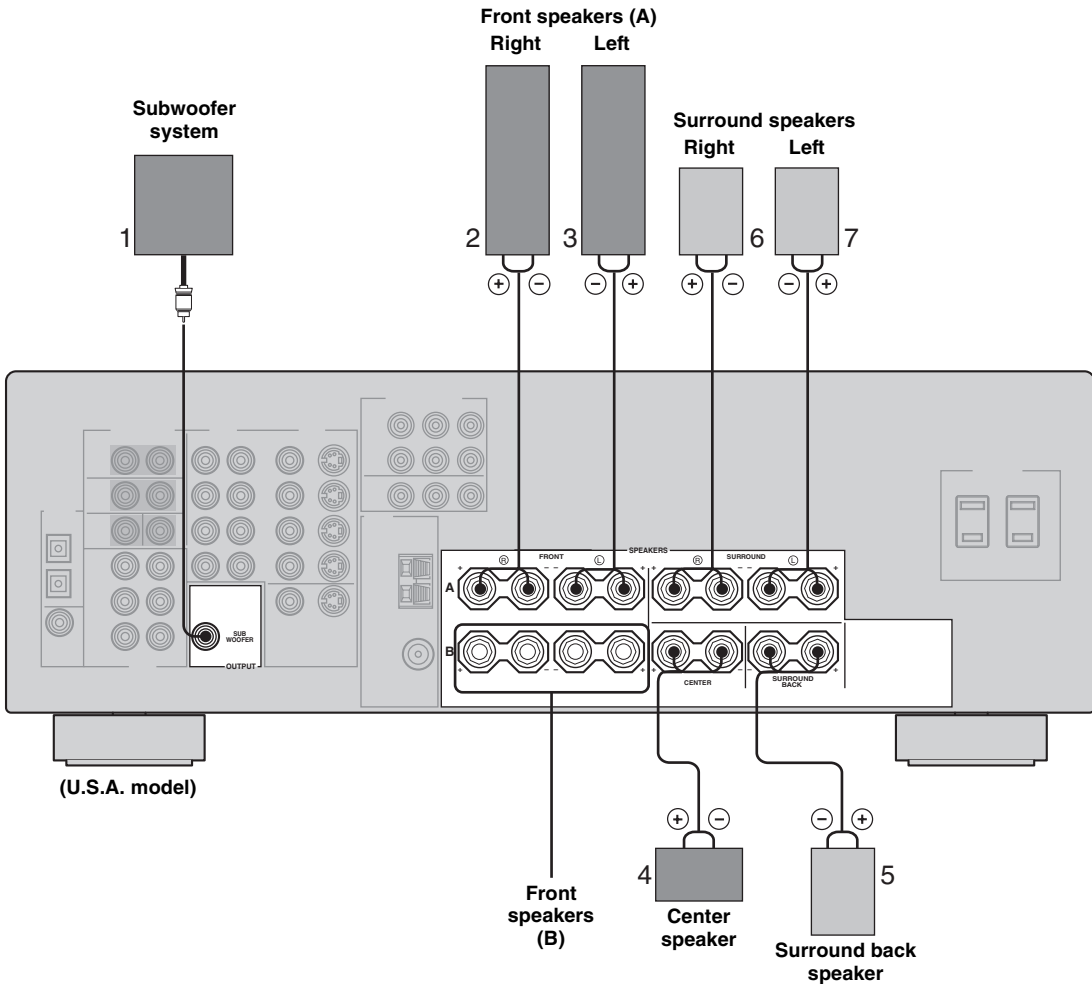 Front speakers (A)
Right Left
Subwoofer
system
Surround speakers
Right Left
1
2
3
6
7
+ − − + + − − +
SPEAKERS
R FRONT L R SURROUND L
+ − − + + − − +
A
B
SUB
WOOFER
OUTPUT
+ − − + + − − +
CENTER
SURROUND
BACK
(U.S.A. model)
+ − − +
4
5
Front
speakers
(B)
Center
speaker
Surround back
speaker